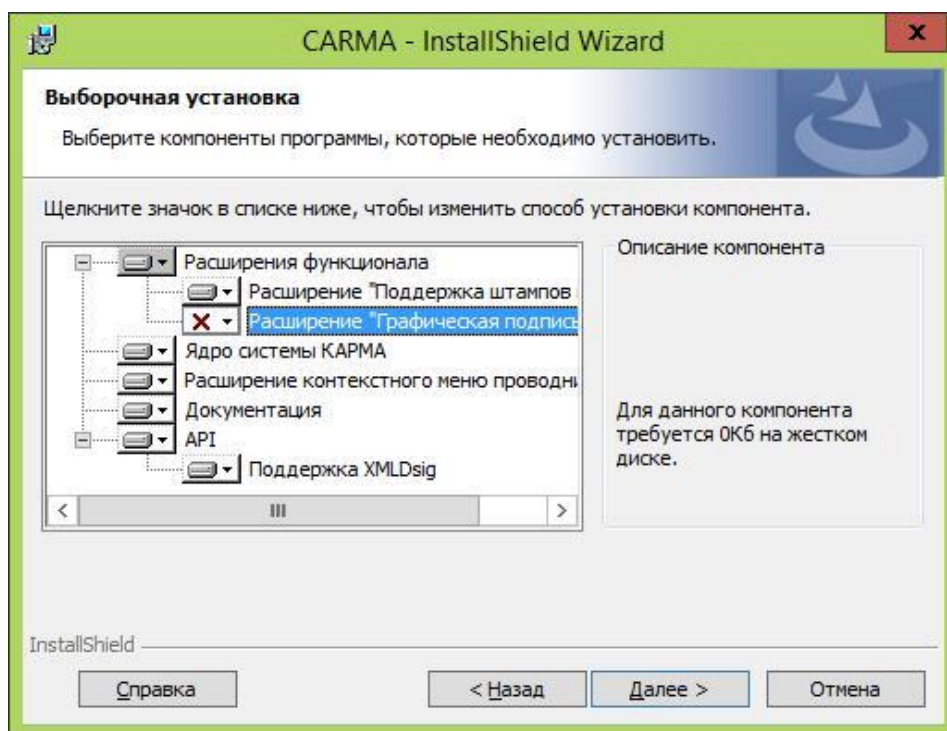 CARMA - InstallShield Wizard
Выборочная установка
Выберите компоненты программы, которые необходимо установить.
Щелкните значок в списке ниже, чтобы изменить способ установки компонента.
Расширения функционала
Расширение "Поддержка штампов
Расширение "Графическая подпись
Ядро системы КАРМА
Расширение контекстного меню
Документация
API
Поддержка XMLDsig
Описание компонента
Для данного компонента
требуется 0Кб на жестком
диске.
InstallShield
Справка
< Назад
Далее >
Отмена